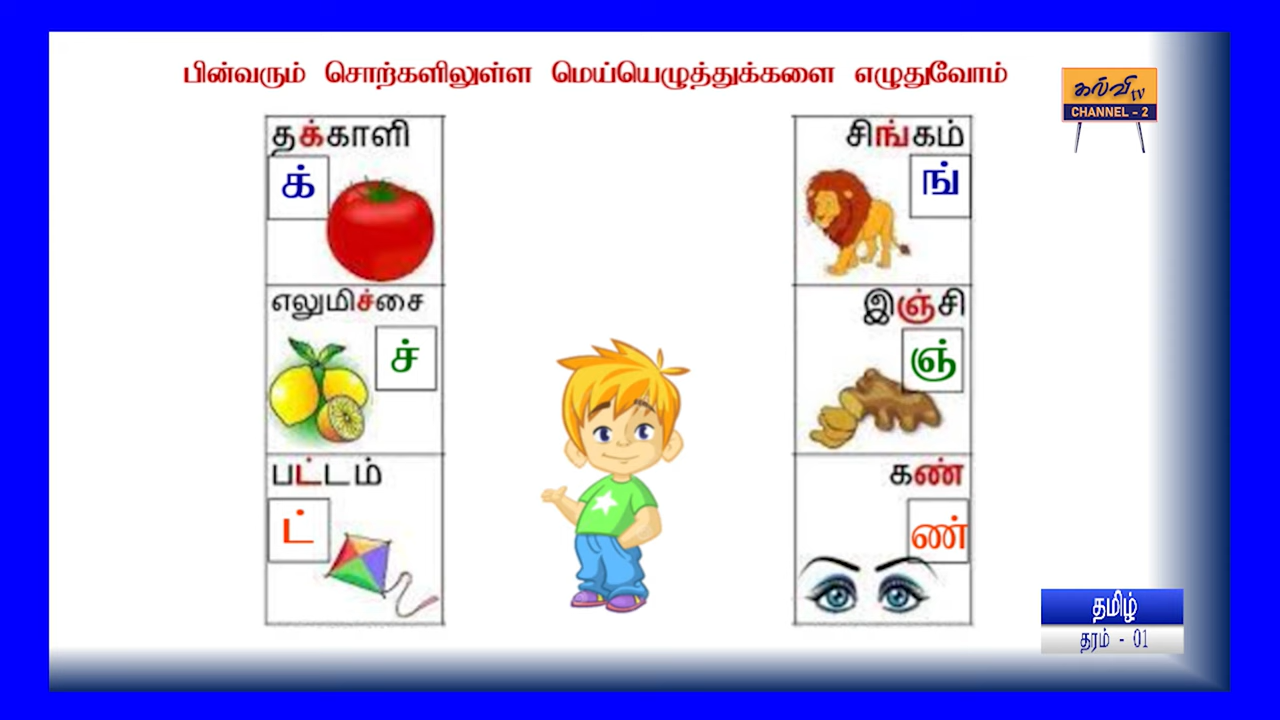 பின்வரும் சொற்களிலுள்ள மெய்யெழுத்துக்களை எழுதுவோம்
கல்வி tv
CHANNEL - 2
தக்காளி
க்
எலுமிச்சை
ச்
பட்டம்
ட்
சிங்கம்
ங்
இஞ்சி
ஞ்
கண்
ண்
தமிழ்
தரம் - 01